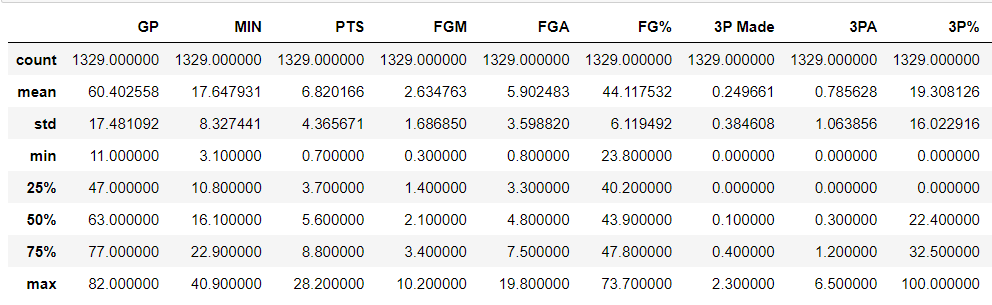 GP MIN PTS FGM FGA FG% 3P Made 3PA 3P%
count 1329.000000 1329.000000 1329.000000 1329.000000 1329.000000 1329.000000 1329.000000 1329.000000 1329.000000
mean 60.402558 17.647931 6.820166 2.634763 5.902483 44.117532 0.249661 0.785628 19.308126
std 17.481092 8.327441 4.365671 1.686850 3.598820 6.119492 0.384608 1.063856 16.022916
min 11.000000 3.100000 0.700000 0.300000 0.800000 23.800000 0.000000 0.000000 0.000000
25% 47.000000 10.800000 3.700000 1.400000 3.300000 40.200000 0.000000 0.000000 0.000000
50% 63.000000 16.100000 5.600000 2.100000 4.800000 43.900000 0.100000 0.300000 22.400000
75% 77.000000 22.900000 8.800000 3.400000 7.500000 47.800000 0.400000 1.200000 32.500000
max 82.000000 40.900000 28.200000 10.200000 19.800000 73.700000 2.300000 6.500000 100.000000